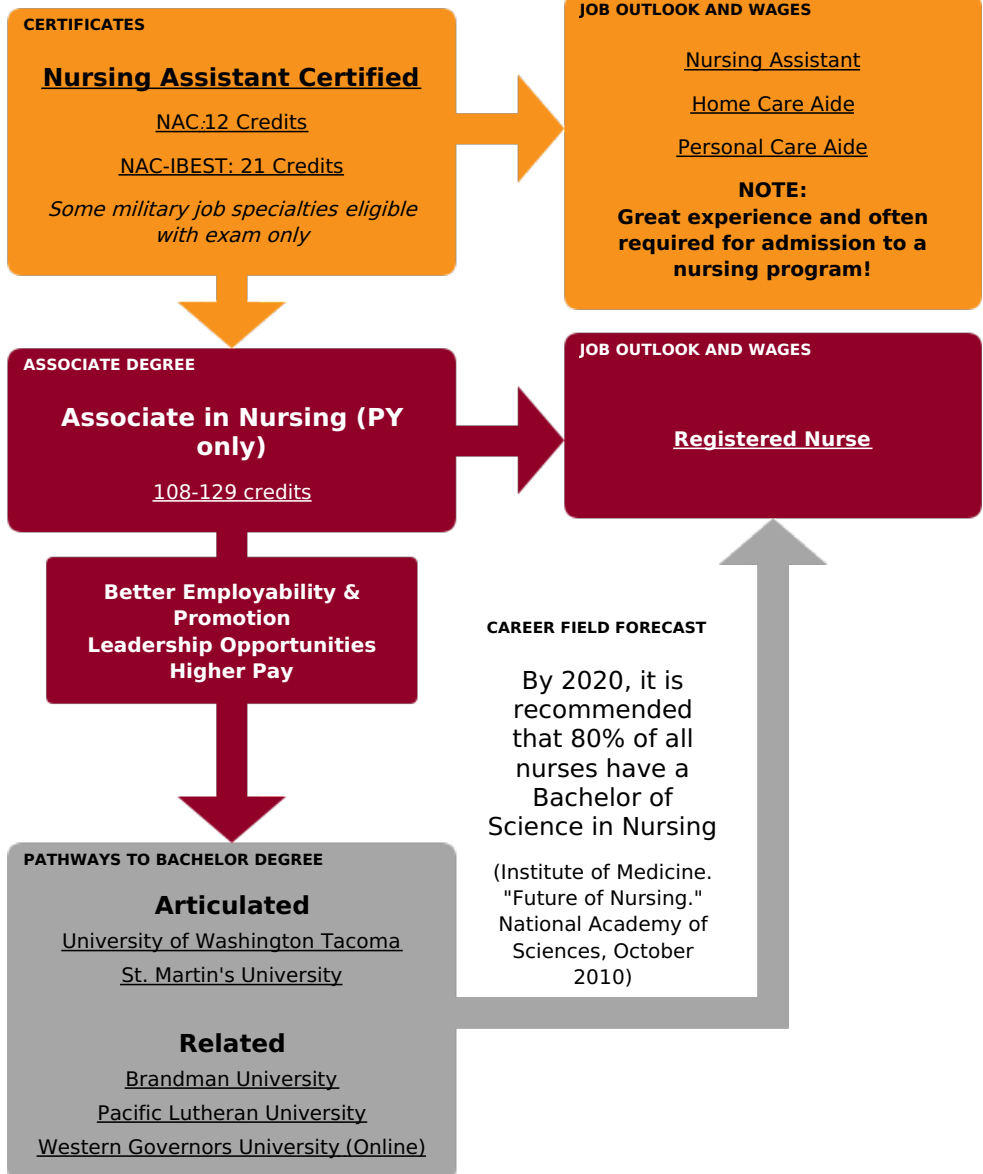 CERTIFICATES
Nursing Assistant Certified
NAC:12 Credits
NAC-IBEST: 21 Credits
Some military job specialties eligible
with exam only
JOB OUTLOOK AND WAGES
Nursing Assistant
Home Care Aide
Personal Care Aide
NOTE:
Great experience and often
required for admission to a
nursing program!
ASSOCIATE DEGREE
Associate in Nursing (PY
only)
108-129 credits
JOB OUTLOOK AND WAGES
Registered Nurse
Better Employability &
Promotion
Leadership Opportunities
Higher Pay
CAREER FIELD FORECAST
By 2020, it is
recommended
that 80% of all
nurses have a
Bachelor of
Science in Nursing
(Institute of Medicine.
"Future of Nursing."
National Academy of
Sciences, October
2010)
PATHWAYS TO BACHELOR DEGREE
Articulated
University of Washington Tacoma
St. Martin's University
Related
Brandman University
Pacific Lutheran University
Western Governors University (Online)